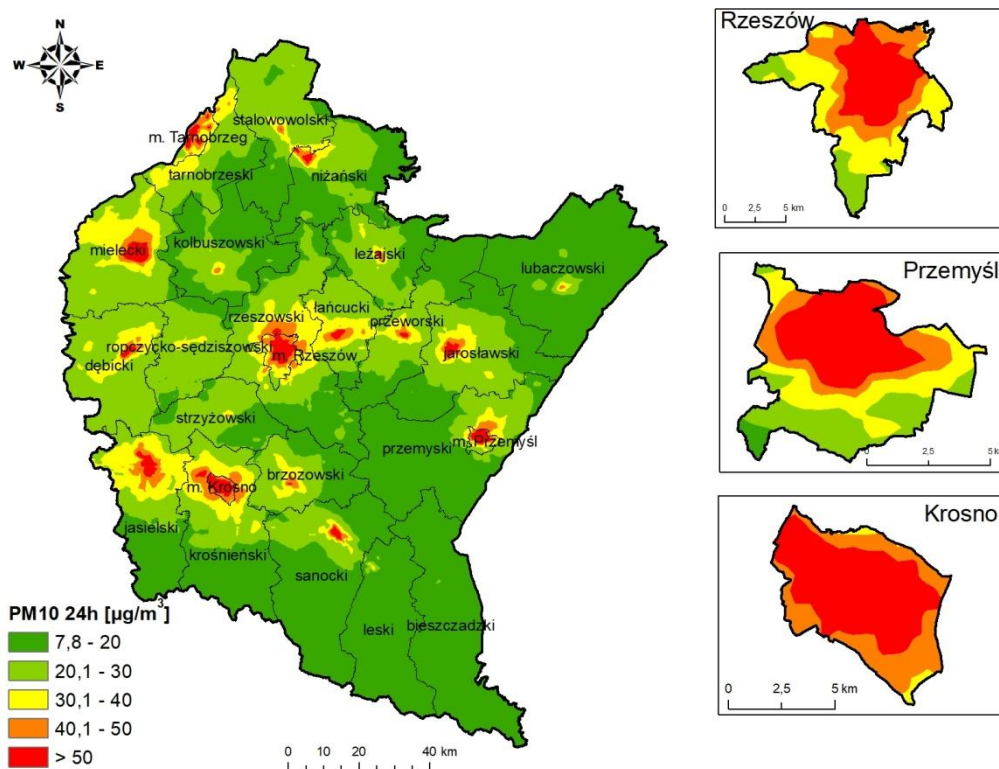 N
W E
S
stalowowolski
m. Tarnobrzeg
tarnobrzeski
niżański
mielecki
kolbuszowski
leżajski
lubaczowski
rzeszowski
łańcucki
przeworski
ropczycko-sędziszowski
m. Rzeszów
jarosławski
dębicki
strzyżowski
przemyski
m. Przemyśl
brzozowski
m. Krosno
jasielski
krośnieński
sanocki
leski
bieszczadzki
PM10 24h [µg/m³]
7,8 - 20
20,1 - 30
30,1 - 40
40,1 - 50
> 50
0 10 20 40 km
Rzeszów
0 2,5 5 km
Przemyśl
0 2,5 5 km
Krosno
0 2,5 5 km